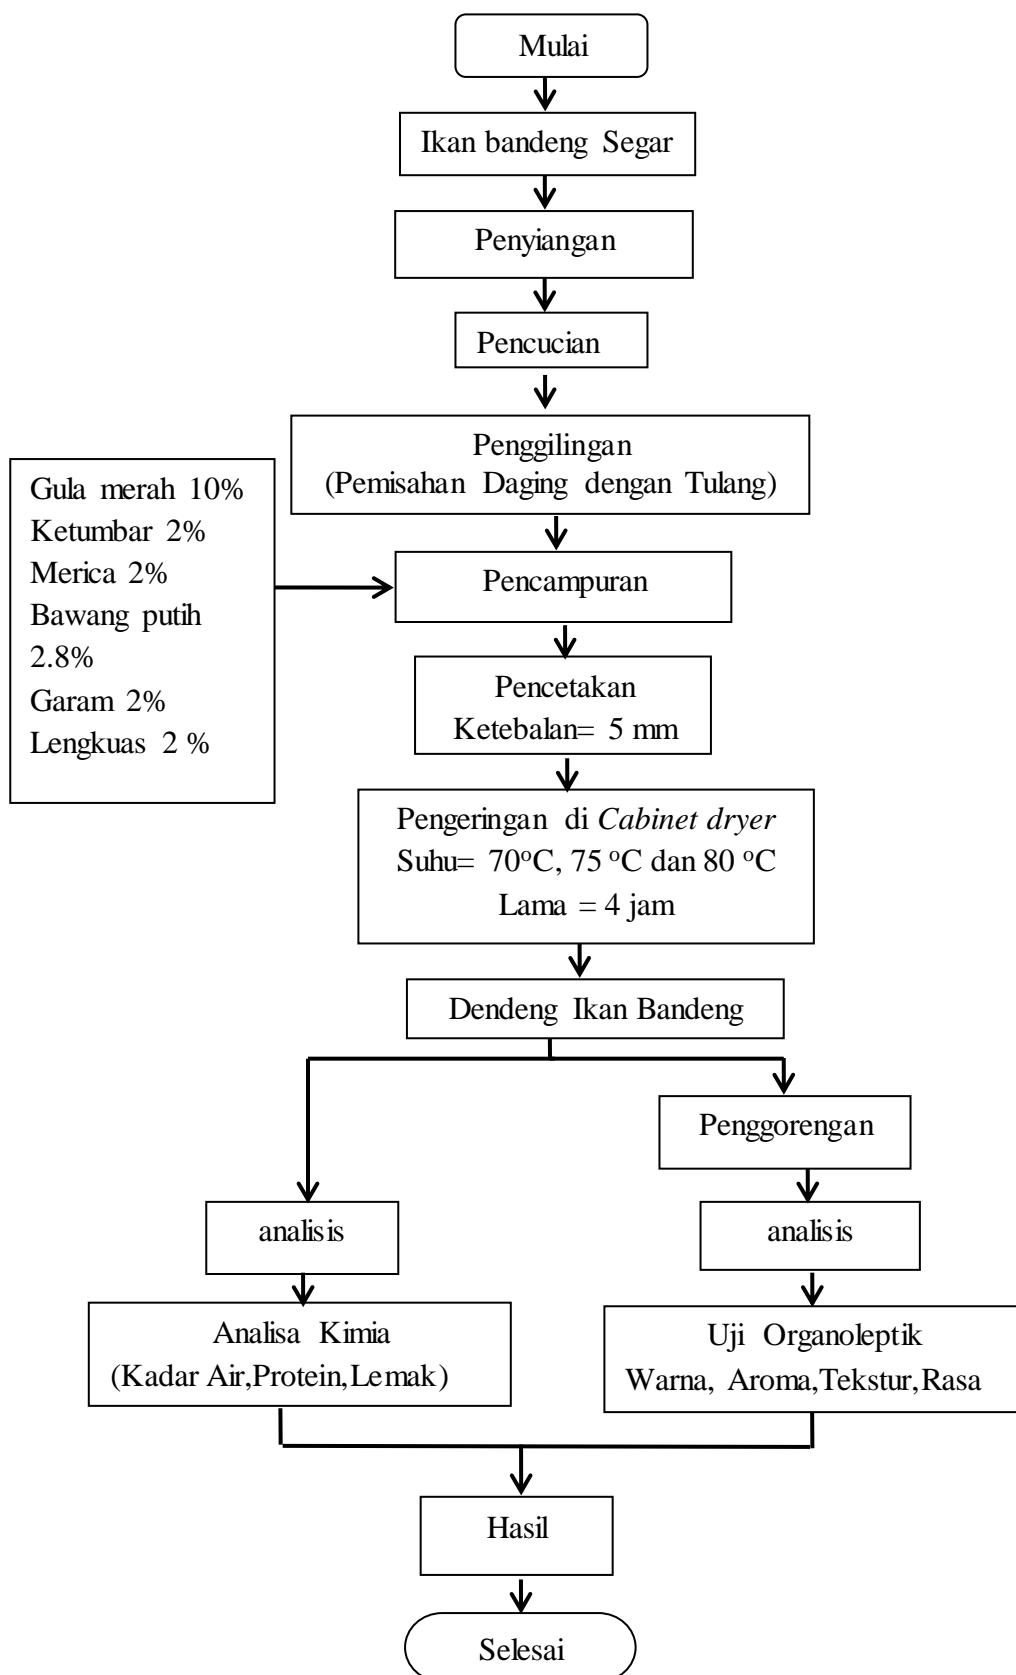 Mulai
Ikan bandeng Segar
Penyiangan
Pencucian
Penggilingan
(Pemisahan Daging dengan Tulang)
Gula merah 10%
Ketumbar 2%
Merica 2%
Bawang putih
2.8%
Garam 2%
Lengkuas 2 %
Pencampuran
Pencetakan
Ketebalan= 5 mm
Pengeringan di Cabinet dryer
Suhu= 70°C, 75 °C dan 80 °C
Lama = 4 jam
Dendeng Ikan Bandeng
Penggorengan
analisis
analisis
Analisa Kimia
(Kadar Air,Protein,Lemak)
Uji Organoleptik
Warna, Aroma,Tekstur,Rasa
Hasil
Selesai